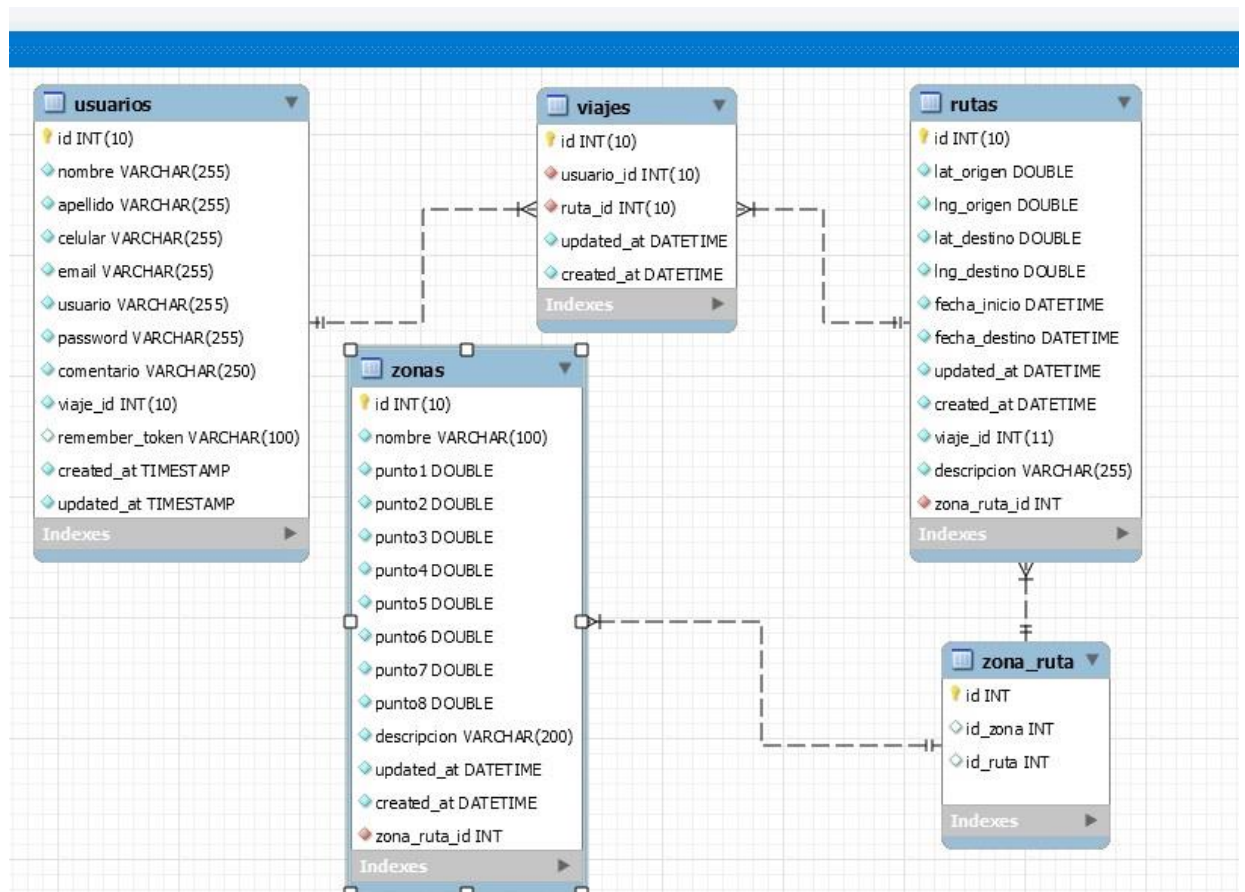 usuarios
id INT(10)
nombre VARCHAR(255)
apellido VARCHAR(255)
celular VARCHAR(255)
email VARCHAR(255)
usuario VARCHAR(255)
password VARCHAR(255)
comentario VARCHAR(250)
viaje_id INT(10)
remember_token VARCHAR(100)
created_at TIMESTAMP
updated_at TIMESTAMP
Indexes
viajes
id INT(10)
usuario_id INT(10)
ruta_id INT(10)
updated_at DATETIME
created_at DATETIME
Indexes
rutas
id INT(10)
lat_origen DOUBLE
lng_origen DOUBLE
lat_destino DOUBLE
lng_destino DOUBLE
fecha_inicio DATETIME
fecha_destino DATETIME
updated_at DATETIME
created_at DATETIME
viaje_id INT(11)
descripcion VARCHAR(255)
zona_ruta_id INT
Indexes
zonas
id INT(10)
nombre VARCHAR(100)
punto1 DOUBLE
punto2 DOUBLE
punto3 DOUBLE
punto4 DOUBLE
punto5 DOUBLE
punto6 DOUBLE
punto7 DOUBLE
punto8 DOUBLE
descripcion VARCHAR(200)
updated_at DATETIME
created_at DATETIME
zona_ruta_id INT
Indexes
zona_ruta
id INT
id_zona INT
id_ruta INT
Indexes